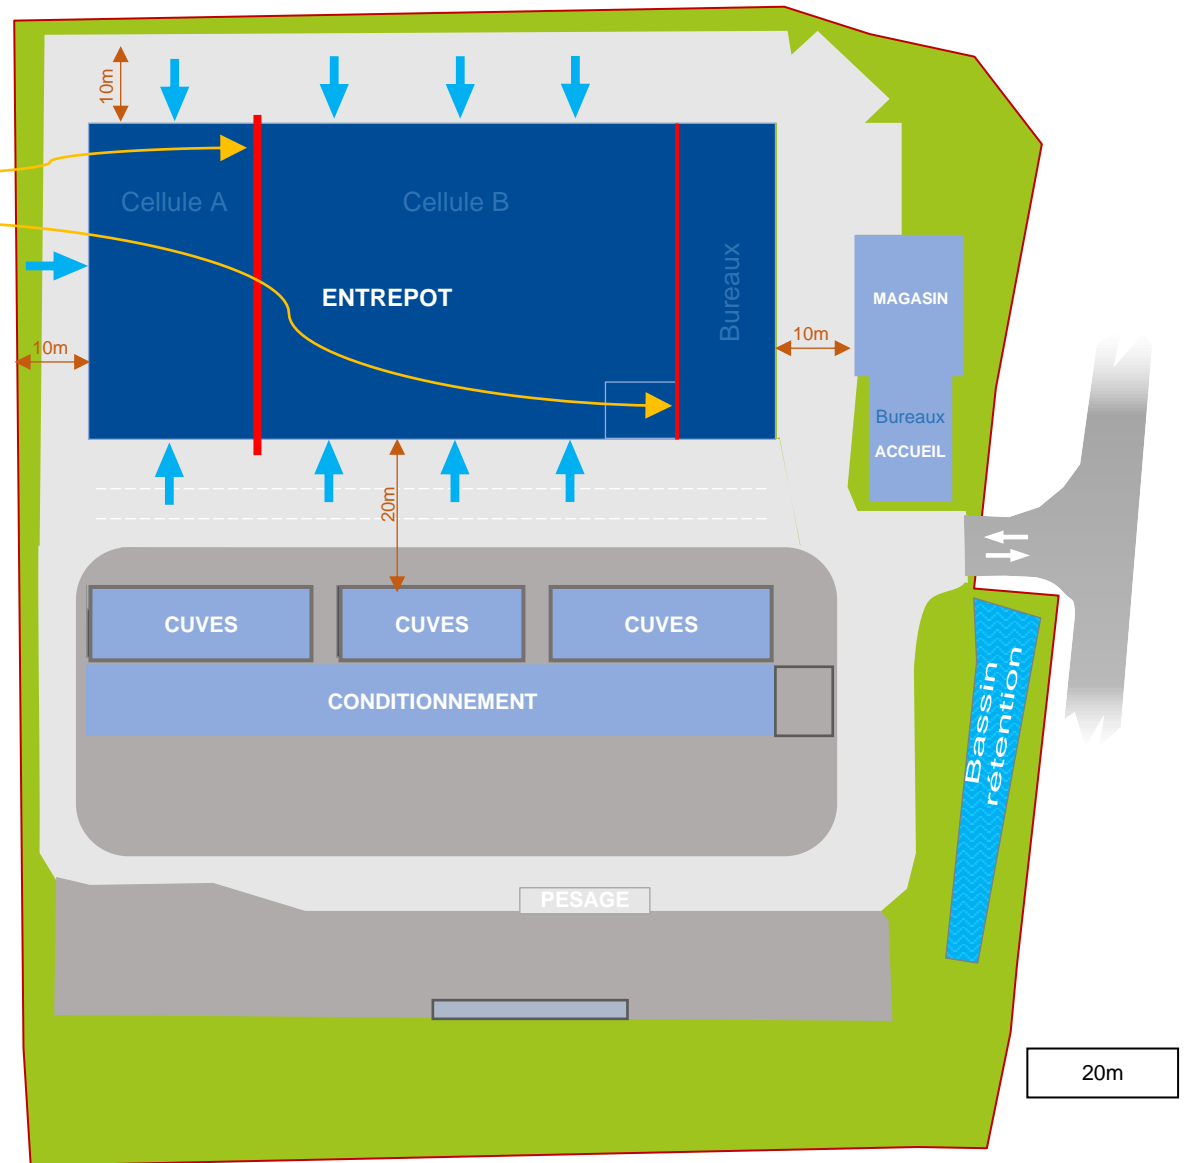 10m
Cellule A
Cellule B
Bureaux
ENTREPOT
MAGASIN
10m
10m
Bureaux
ACCUEIL
20m
CUVES
CUVES
CUVES
CONDITIONNEMENT
Bassin
rétention
PESAGE
20m